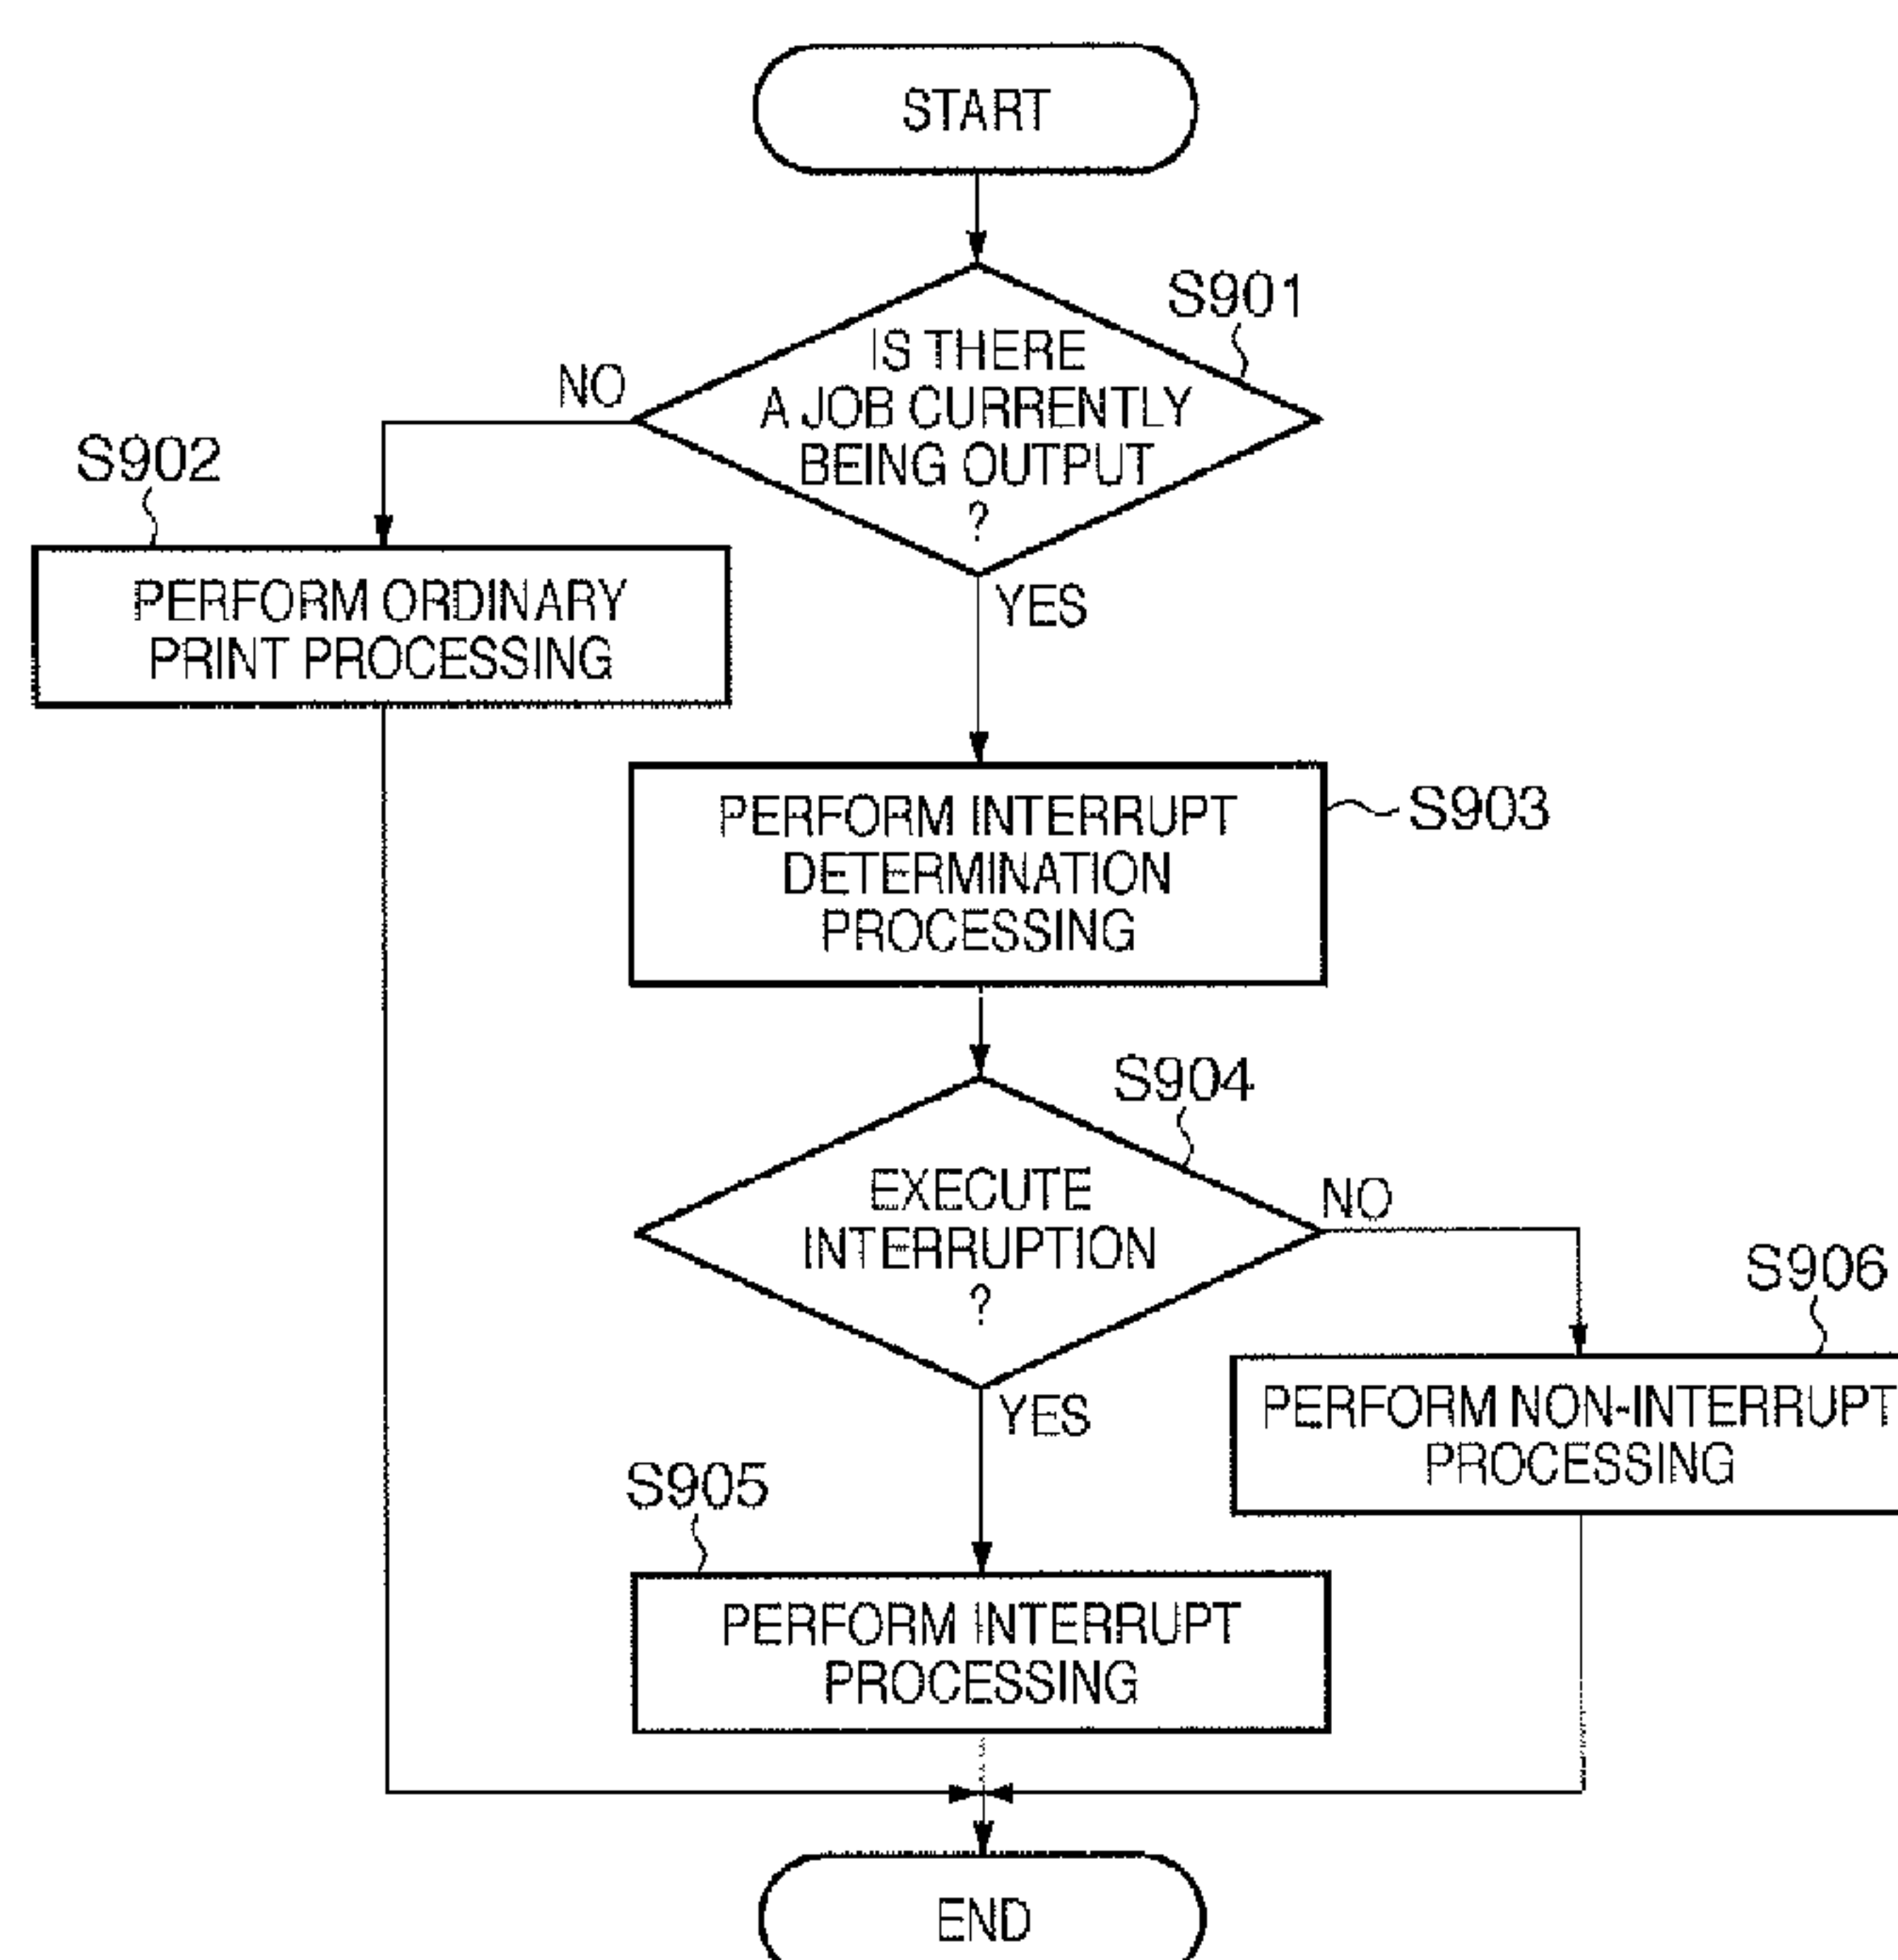 START
S901
IS THERE
A JOB CURRENTLY
BEING OUTPUT
?
NO
YES
S902
PERFORM ORDINARY
PRINT PROCESSING
PERFORM INTERRUPT
DETERMINATION
PROCESSING
S903
S904
EXECUTE
INTERRUPTION
?
NO
YES
S906
PERFORM NON-INTERRUPT
PROCESSING
S905
PERFORM INTERRUPT
PROCESSING
END